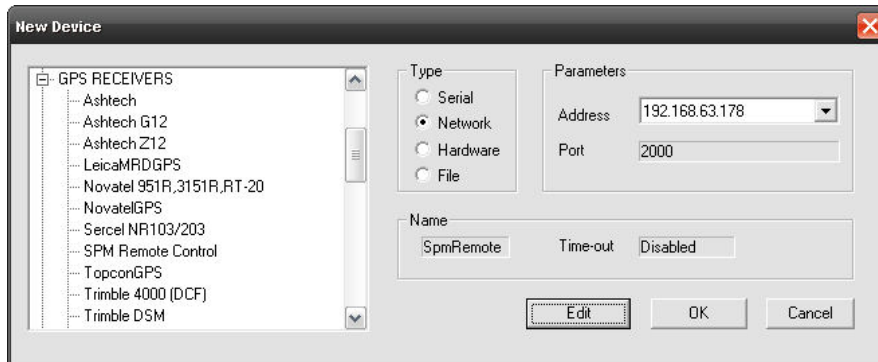 New Device
GPS RECEIVERS
Ashtech
Ashtech G12
Ashtech Z12
LeicaMRDGPS
Novatel 951R,3151R,RT-20
NovatelGPS
Sercel NR103/203
SPM Remote Control
TopconGPS
Trimble 4000 (DCF)
Trimble DSM
Type
Serial
Network
Hardware
File
Parameters
Address 192.168.63.178
Port 2000
Name
SpmRemote Time-out Disabled
Edit OK Cancel